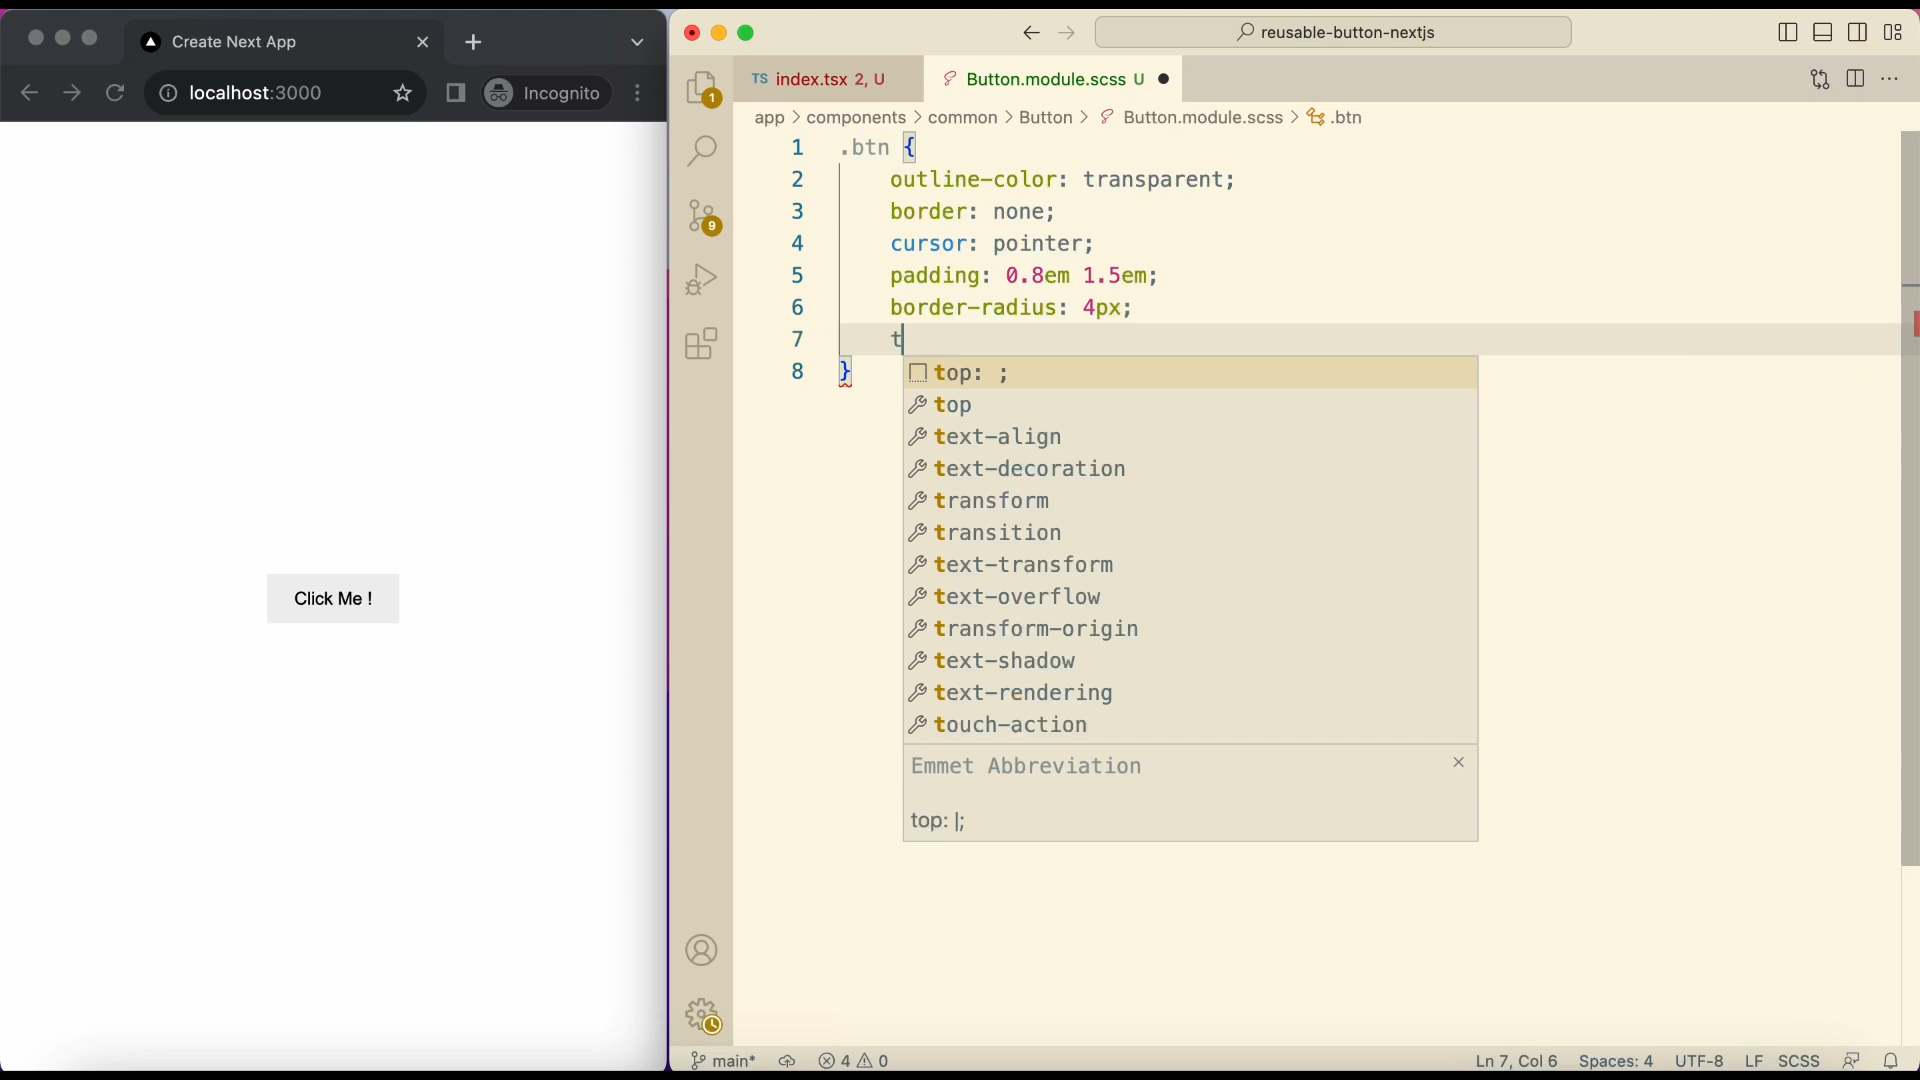 Create Next App
localhost:3000
Incognito
Click Me !
reusable-button-nextjs
TS index.tsx 2, U
Button.module.scss U
app > components > common > Button > Button.module.scss > .btn
1
9
1 .btn {
2 outline-color: transparent;
3 border: none;
4 cursor: pointer;
5 padding: 0.8em 1.5em;
6 border-radius: 4px;
7 t
8 }
top: ;
top
text-align
text-decoration
transform
transition
text-transform
text-overflow
transform-origin
text-shadow
text-rendering
touch-action
Emmet Abbreviation
top: |;
main* 4 0 Ln 7, Col 6 Spaces: 4 UTF-8 LF SCSS